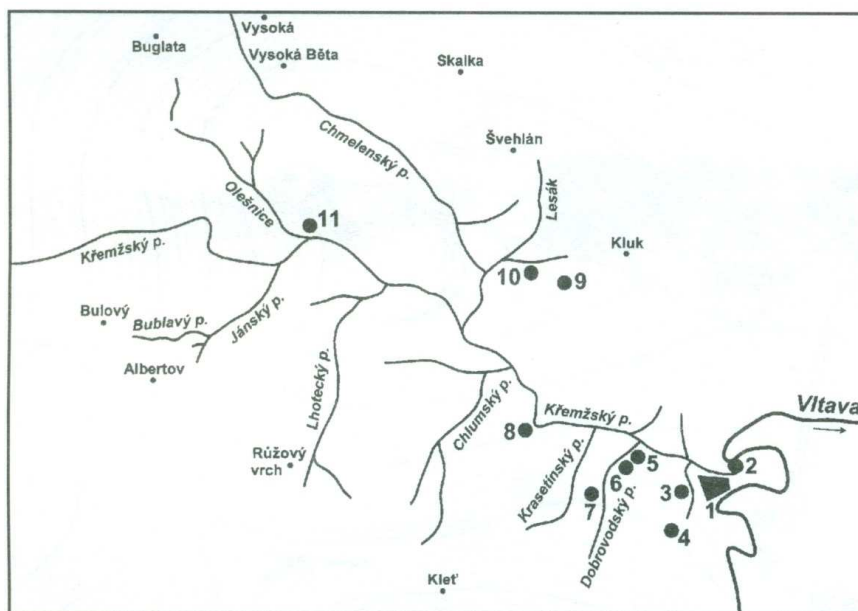 Vysoká
Buglata
Vysoká Běta
Skalka
Chmelenský p.
Švehlán
Lesák
Olešnice
11
Kluk
Křemžský p.
10
9
Bulový
Bublavý p.
Jánský p.
Albertov
Lhotecký p.
Chlumský p.
Křemžský p.
Vltava
8
Růžový
vrch
Krasetínský p.
5
2
6
7
3
1
Dobrovodský p.
4
Kleť